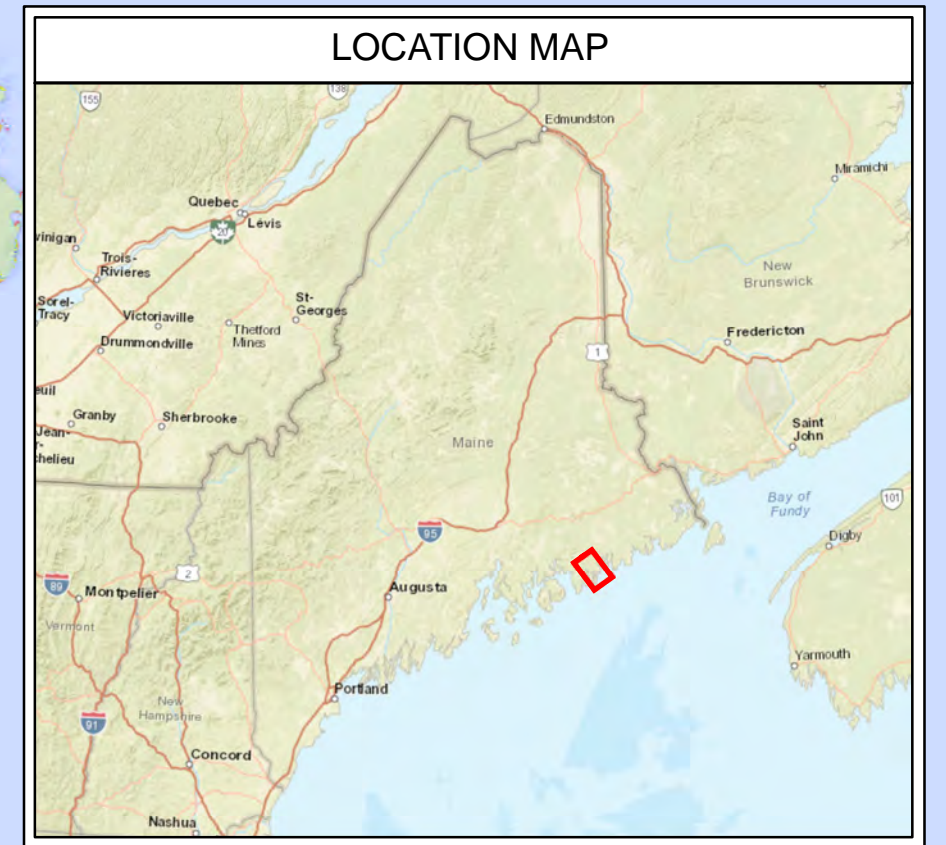 LOCATION MAP
155
138
Edmundston
Miramichi
Quebec
Lévis
20
winigan
Trois-
Rivieres
New
Brunswick
Sorel-
Tracy
Victoriaville
Thetford
Mines
St-
Georges
Drummondville
1
Fredericton
euil
Granby
Sherbrooke
Saint
John
Jean-
r-
chelieu
Maine
Bay of
Fundy
101
95
Digby
2
89
Montpelier
Augusta
Vermont
Yarmouth
Portland
New
Hampshire
91
Concord
Nashua